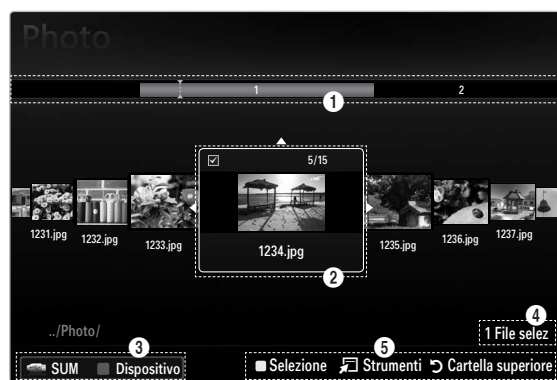 Photo
1 2
1
5/15
1231.jpg 1232.jpg 1233.jpg 1234.jpg 1235.jpg 1236.jpg 1237.jpg
2
../Photo/
4
1 File selez
3 5
SUM Dispositivo Selezione Strumenti Cartella superiore